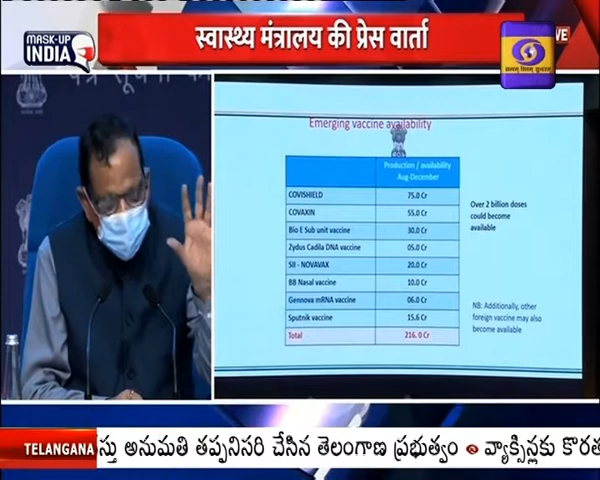 MASK-UP
INDIA
स्वास्थ्य मंत्रालय की प्रेस वार्ता
VE
Emerging vaccine availability
Production / availability
Aug-December
COVISHIELD 75.0 Cr
COVAXIN 55.0 Cr
Bio E Sub unit vaccine 30.0 Cr
Zydus Cadila DNA vaccine 05.0 Cr
SII - NOVAVAX 20.0 Cr
BB Nasal vaccine 10.0 Cr
Gennova mRNA vaccine 06.0 Cr
Sputnik vaccine 15.6 Cr
Total 216. 0 Cr
Over 2 billion doses
could become
available
NB: Additionally, other
foreign vaccine may also
become available
TELANGANA స్తు అనుమతి తప్పనిసరి చేసిన తెలంగాణ ప్రభుత్వం వ్యాక్సిన్లకు కొరత